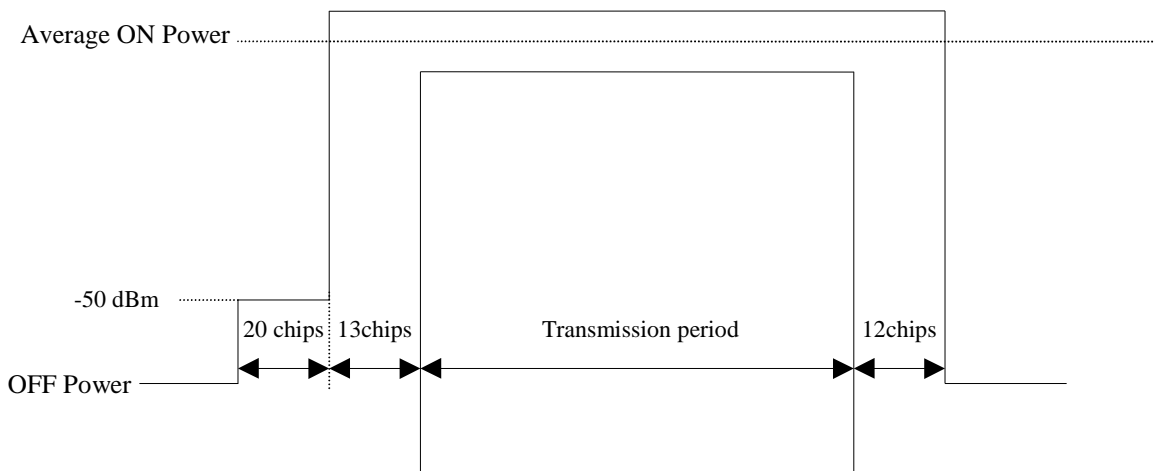 Average ON Power
-50 dBm
20 chips 13chips Transmission period 12chips
OFF Power